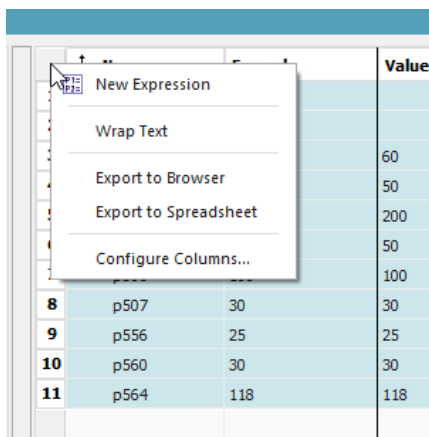 Value
New Expression
Wrap Text
60
Export to Browser
50
Export to Spreadsheet
200
50
Configure Columns...
100
8 p507 30 30
9 p556 25 25
10 p560 30 30
11 p564 118 118